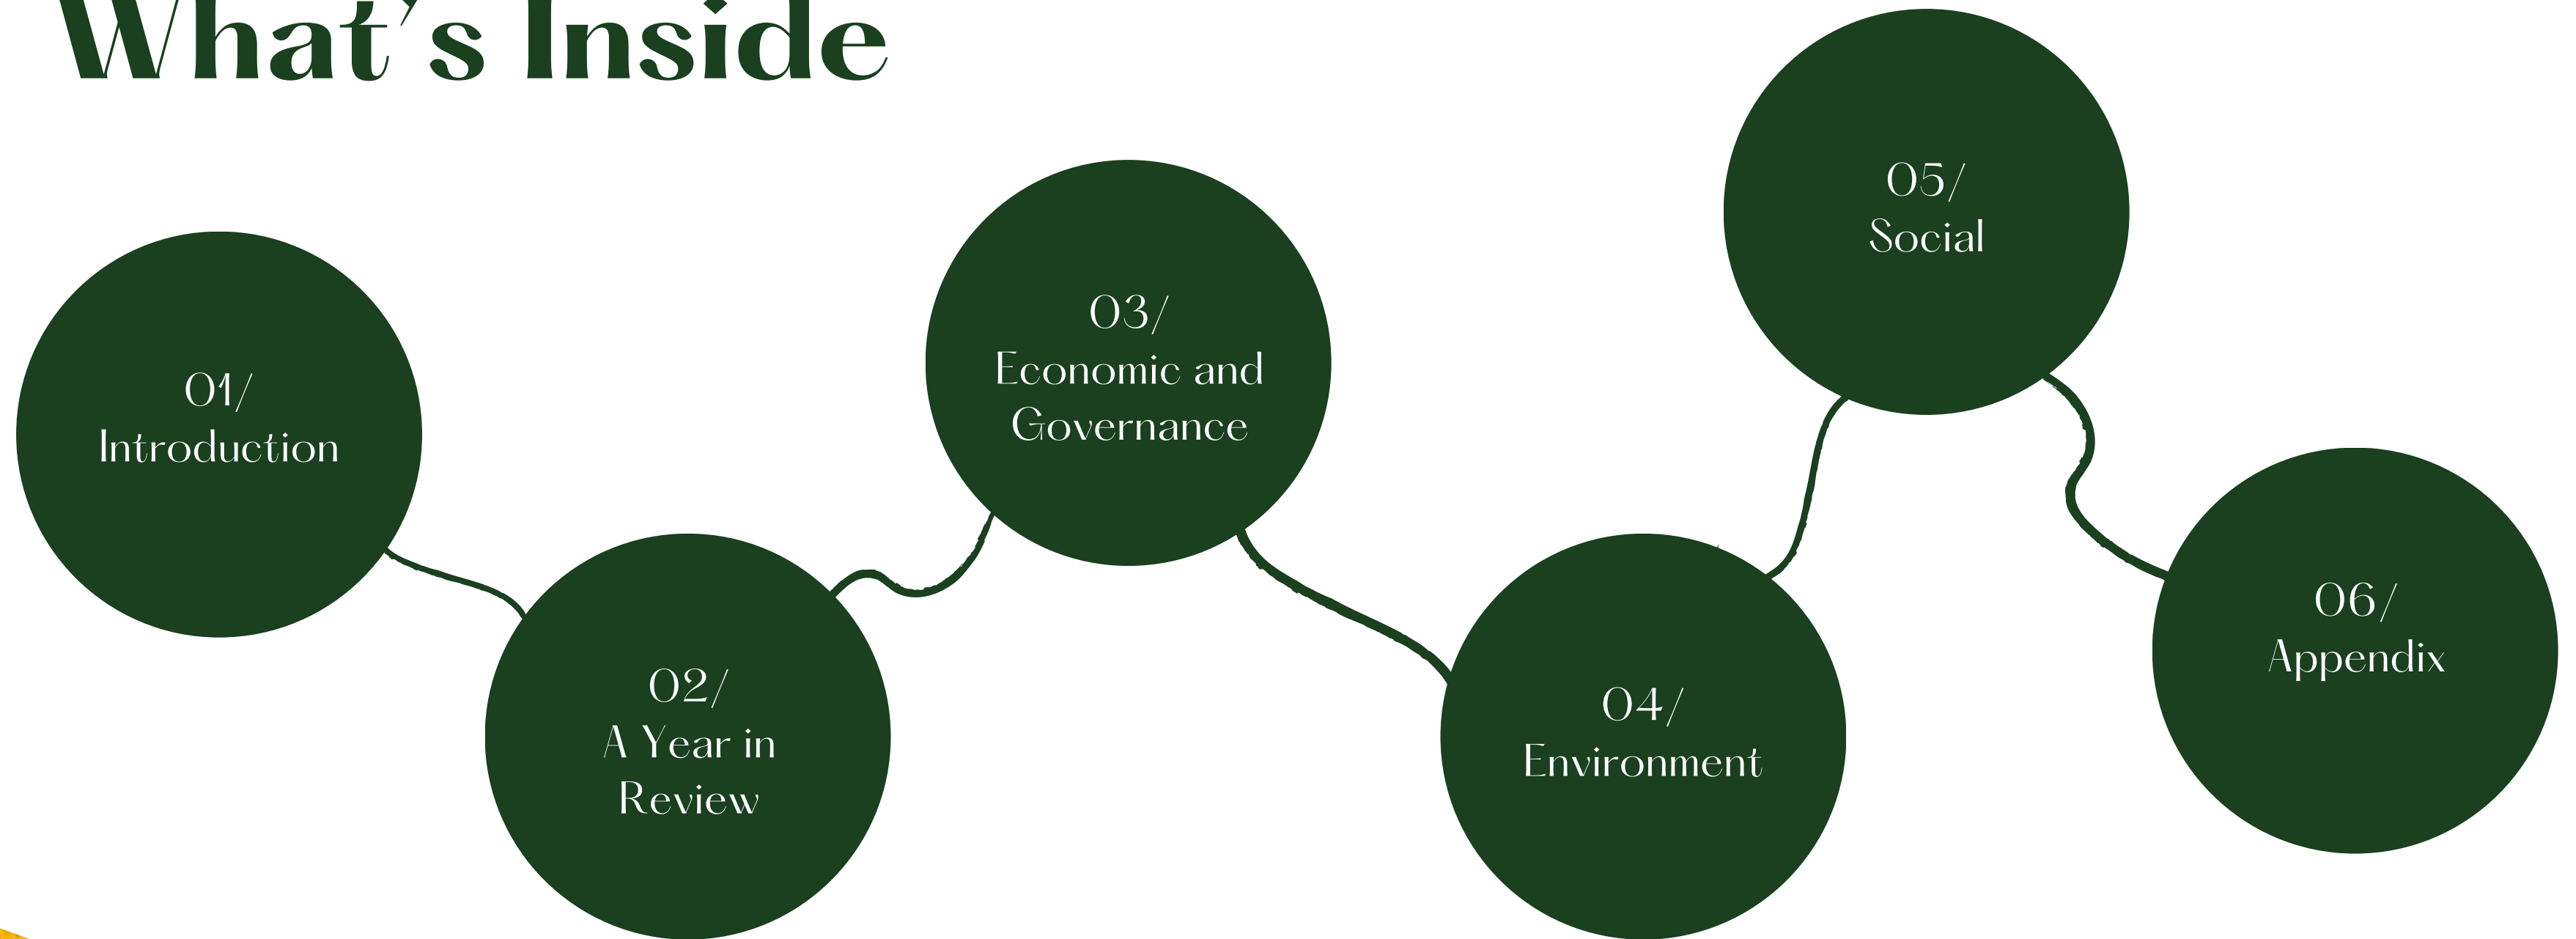 What's Inside
01/
Introduction
02/
A Year in
Review
03/
Economic and
Governance
04/
Environment
05/
Social
06/
Appendix